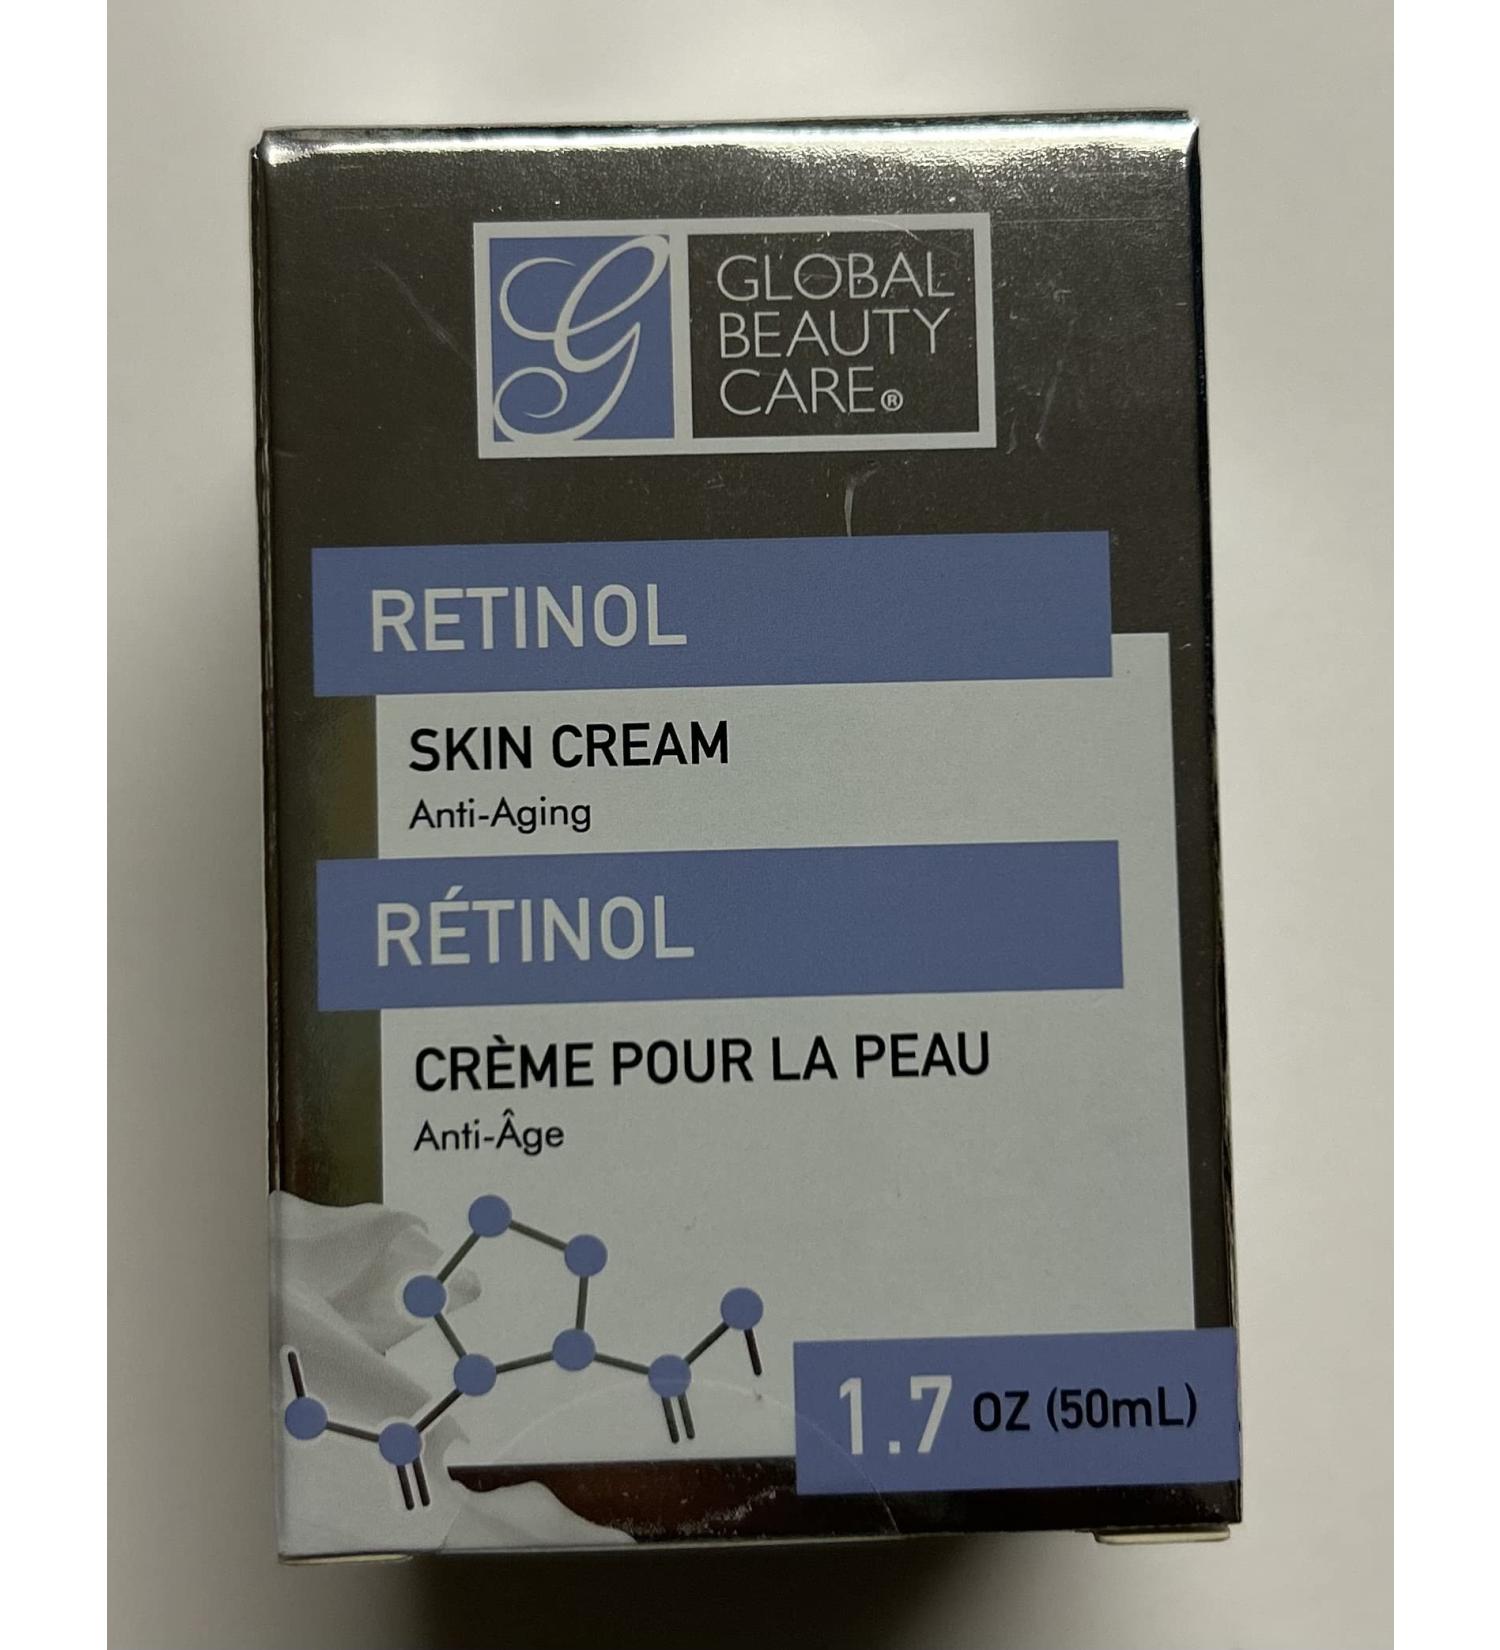 G
GLOBAL
BEAUTY
CARE®
RETINOL
SKIN CREAM
Anti-Aging
RÉTINOL
CRÈME POUR LA PEAU
Anti-Âge
1.7 OZ (50mL)